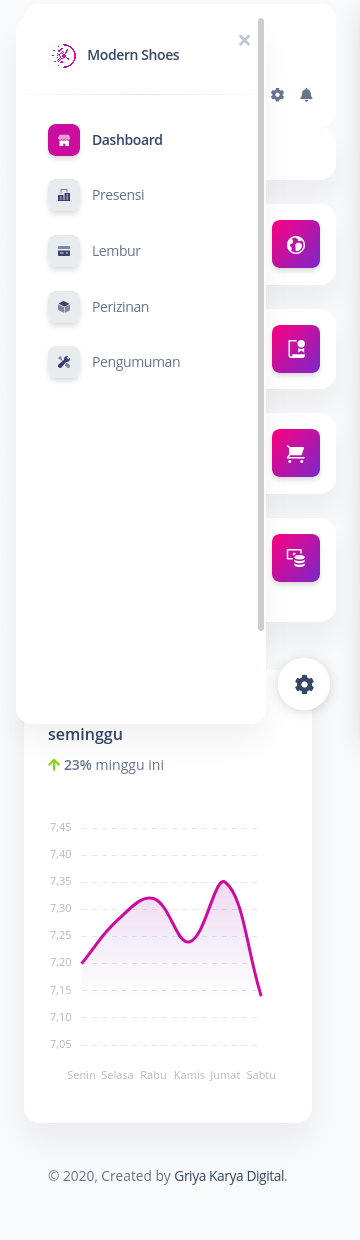 Modern Shoes
×
Dashboard
Presensi
Lembur
Perizinan
Pengumuman
seminggu
23% minggu ini
7,45
7,40
7,35
7,30
7,25
7,20
7,15
7,10
7,05
Senin Selasa Rabu Kamis Jumat Sabtu
© 2020, Created by Griya Karya Digital.